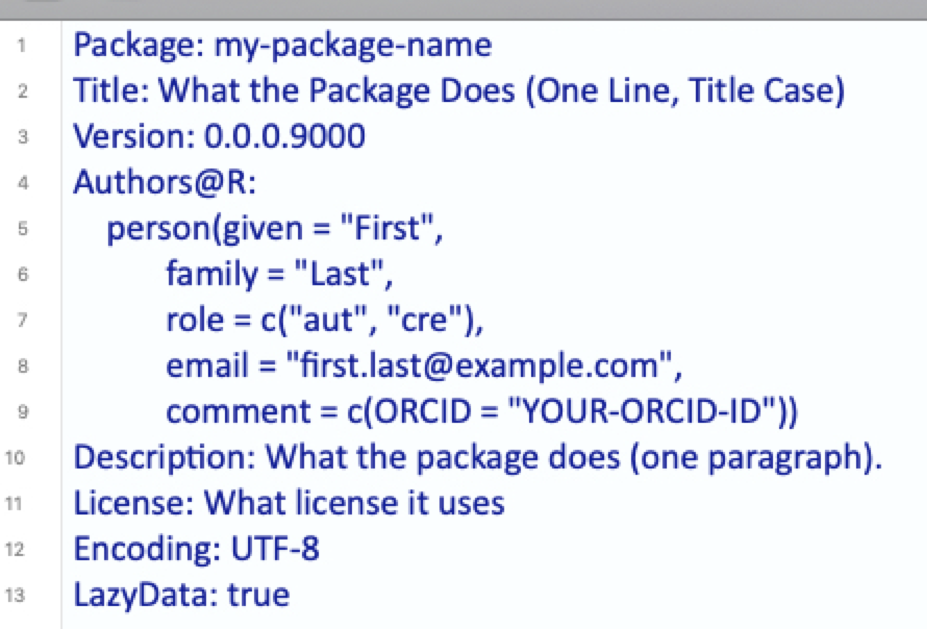 1 Package: my-package-name
2 Title: What the Package Does (One Line, Title Case)
3 Version: 0.0.0.9000
4 Authors@R:
5 person(given = "First",
6 family = "Last",
7 role = c("aut", "cre"),
8 email = "first.last@example.com",
9 comment = c(ORCID = "YOUR-ORCID-ID"))
10 Description: What the package does (one paragraph).
11 License: What license it uses
12 Encoding: UTF-8
13 LazyData: true